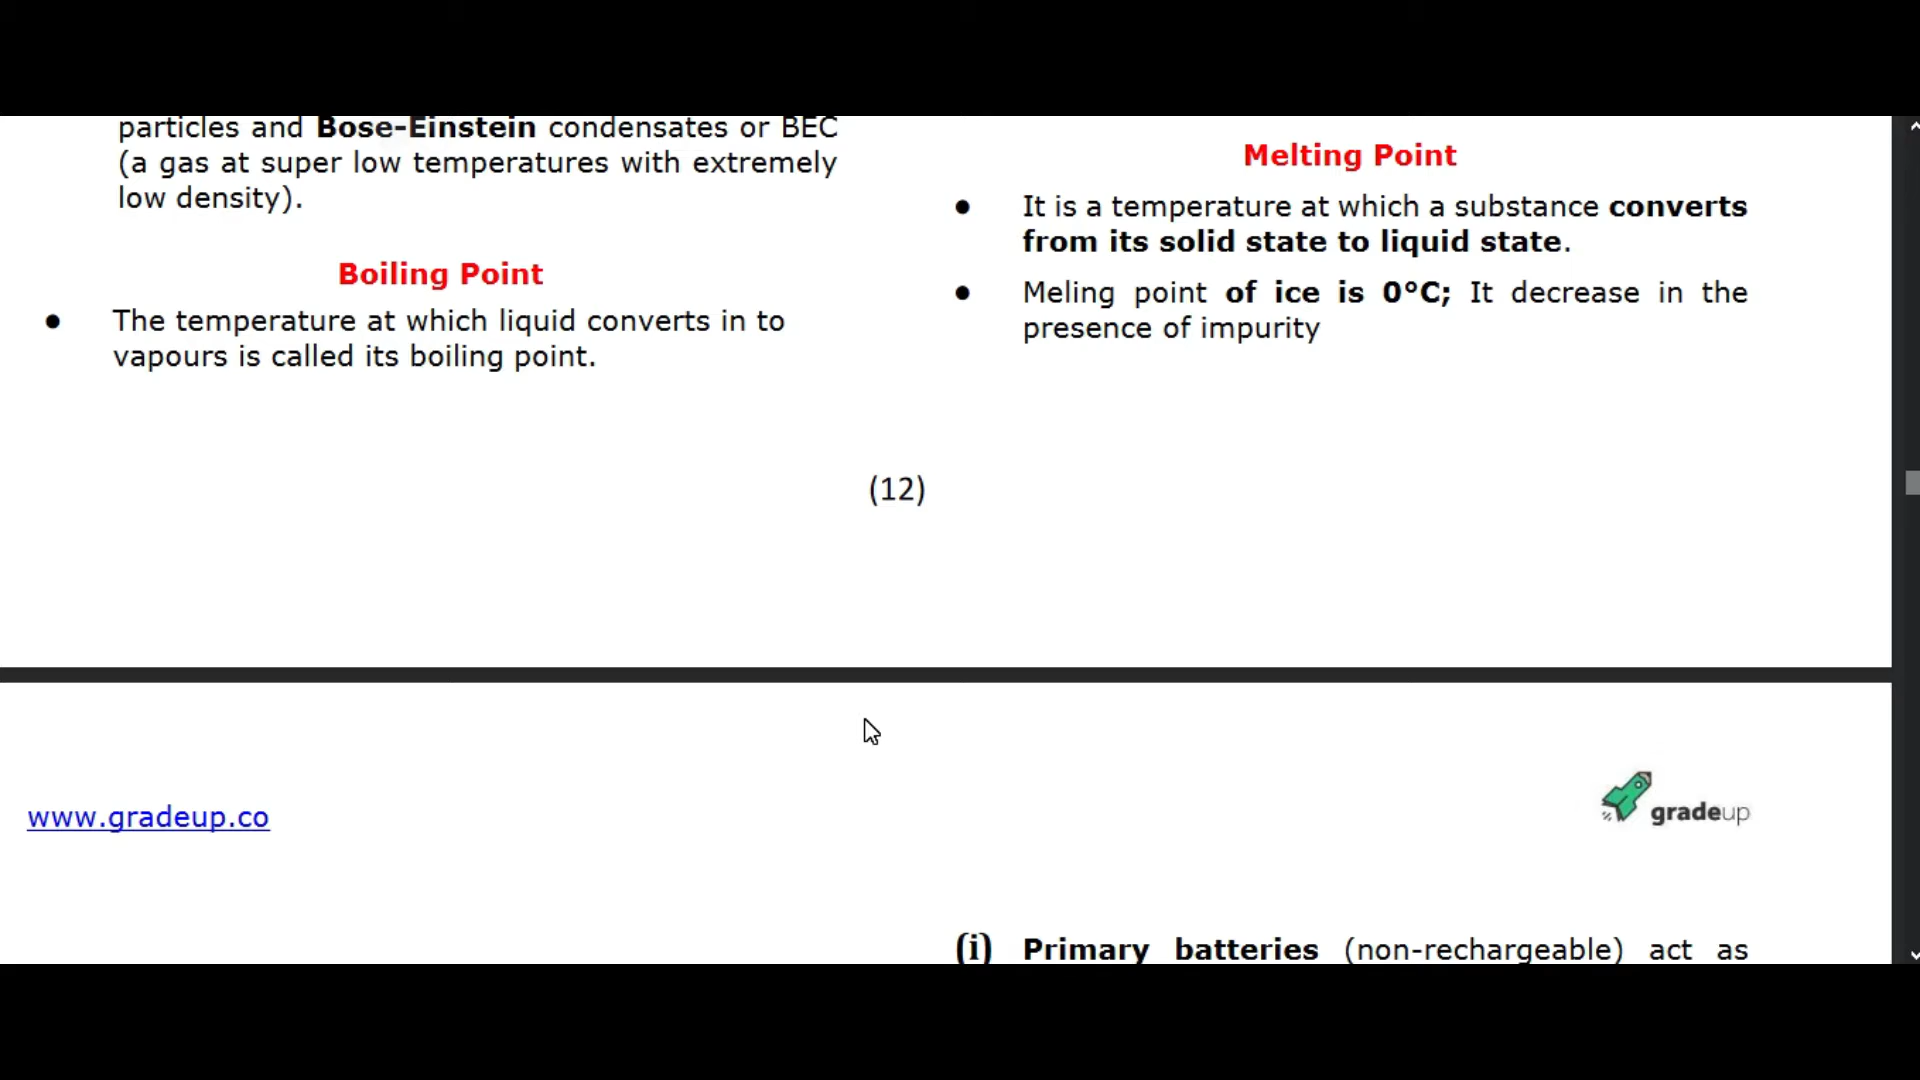 particles and Bose-Einstein condensates or BEC
(a gas at super low temperatures with extremely
low density).
Boiling Point
● The temperature at which liquid converts in to
vapours is called its boiling point.
Melting Point
● It is a temperature at which a substance converts
from its solid state to liquid state.
● Meling point of ice is 0°C; It decrease in the
presence of impurity
(12)
www.gradeup.co
gradeup
(i) Primary batteries (non-rechargeable) act as